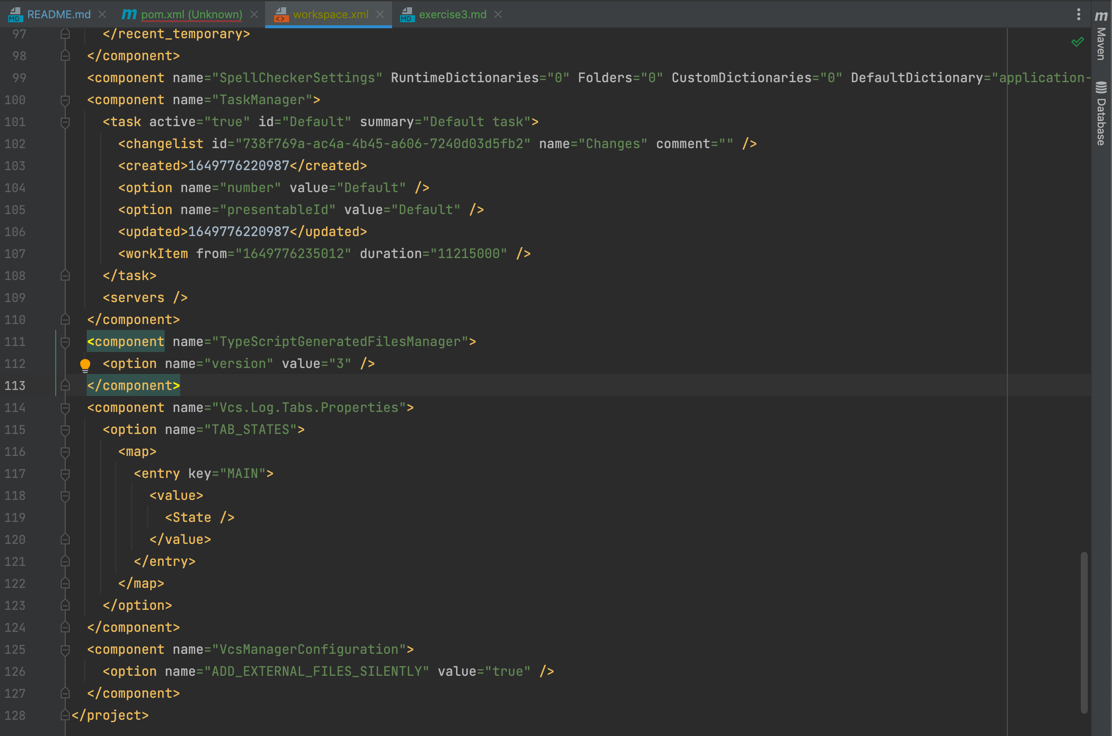 README.md
pom.xml (Unknown)
workspace.xml
exercise3.md
97 </recent_temporary>
98 </component>
99 <component name="SpellCheckerSettings" RuntimeDictionaries="0" Folders="0" CustomDictionaries="0" DefaultDictionary="application-
100 <component name="TaskManager">
101 <task active="true" id="Default" summary="Default task">
102 <changelist id="738f769a-ac4a-4b45-a606-7240d03d5fb2" name="Changes" comment="" />
103 <created>1649776220987</created>
104 <option name="number" value="Default" />
105 <option name="presentableId" value="Default" />
106 <updated>1649776220987</updated>
107 <workItem from="1649776235012" duration="11215000" />
108 </task>
109 <servers />
110 </component>
111 <component name="TypeScriptGeneratedFilesManager">
112 <option name="version" value="3" />
113 </component>
114 <component name="Vcs.Log.Tabs.Properties">
115 <option name="TAB_STATES">
116 <map>
117 <entry key="MAIN">
118 <value>
119 <State />
120 </value>
121 </entry>
122 </map>
123 </option>
124 </component>
125 <component name="VcsManagerConfiguration">
126 <option name="ADD_EXTERNAL_FILES_SILENTLY" value="true" />
127 </component>
128 </project>
m
Maven
Database